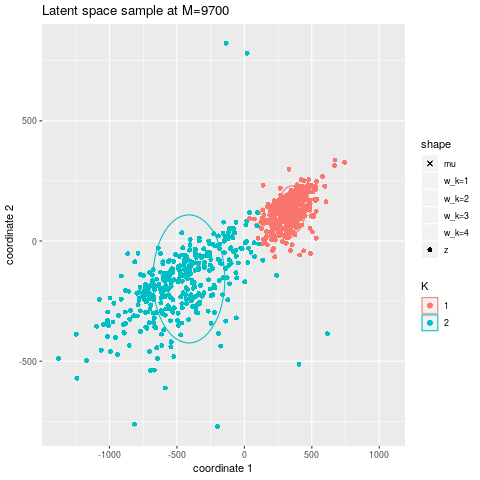 Latent space sample at M=9700
500
0
-500
-1000
-500
0
500
1000
coordinate 1
coordinate 2
shape
mu
w_k=1
w_k=2
w_k=3
w_k=4
z
K
1
2